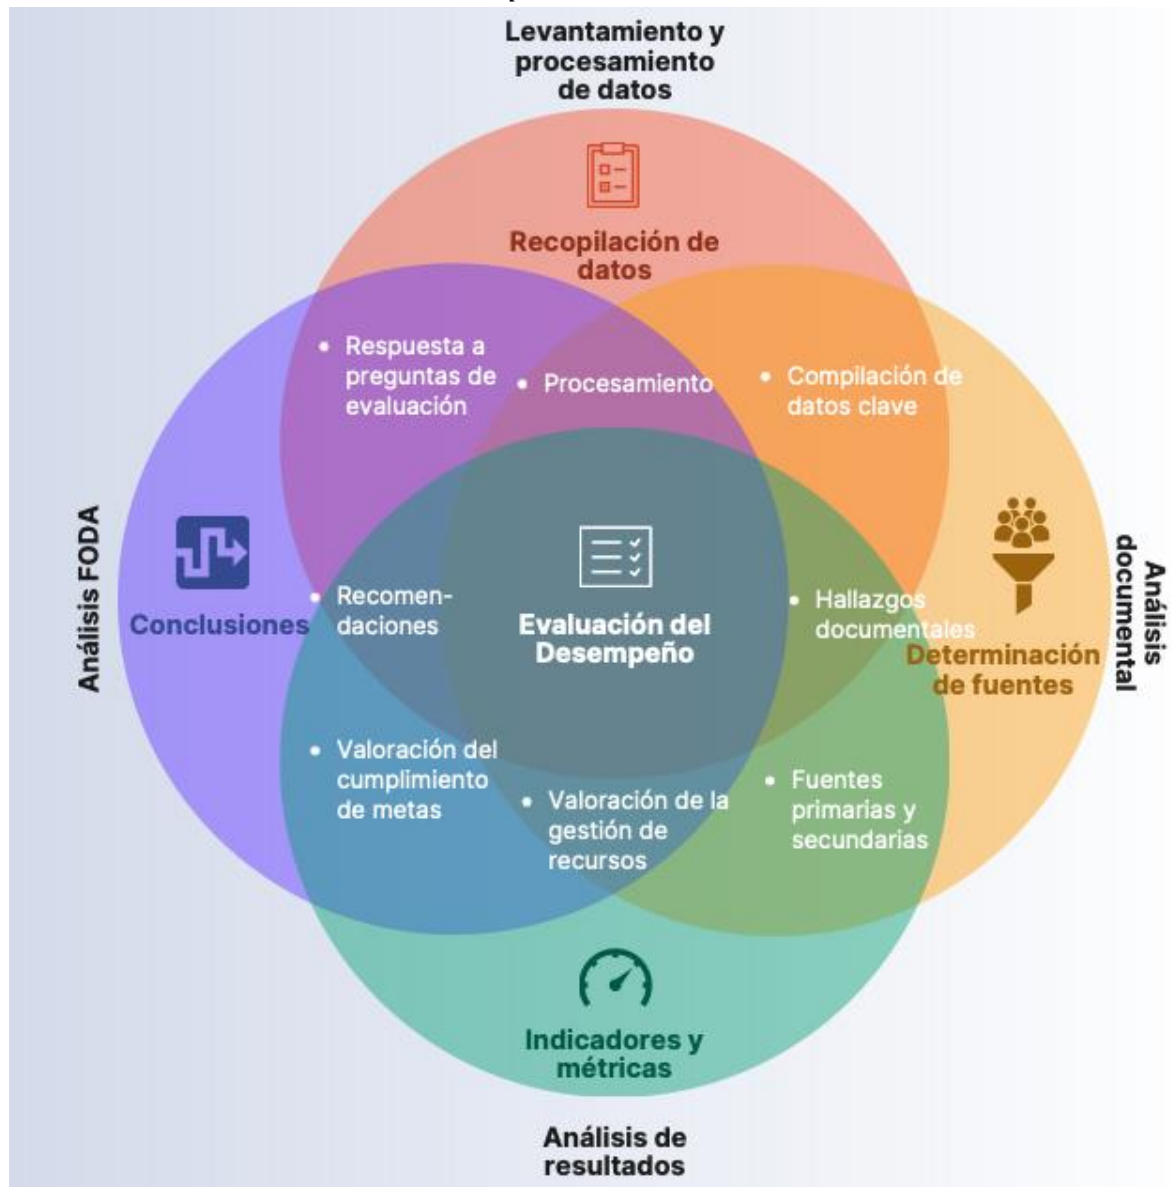 Levantamiento y
procesamiento
de datos
Recopilación de
datos
• Respuesta a
preguntas de
evaluación
• Procesamiento
• Compilación de
datos clave
Análisis FODA
Conclusiones
• Recomen-
daciones
Evaluación del
Desempeño
• Hallazgos
documentales
Determinación
de fuentes
Análisis
documental
• Valoración del
cumplimiento
de metas
• Valoración de la
gestión de
recursos
• Fuentes
primarias y
secundarias
Indicadores y
métricas
Análisis de
resultados